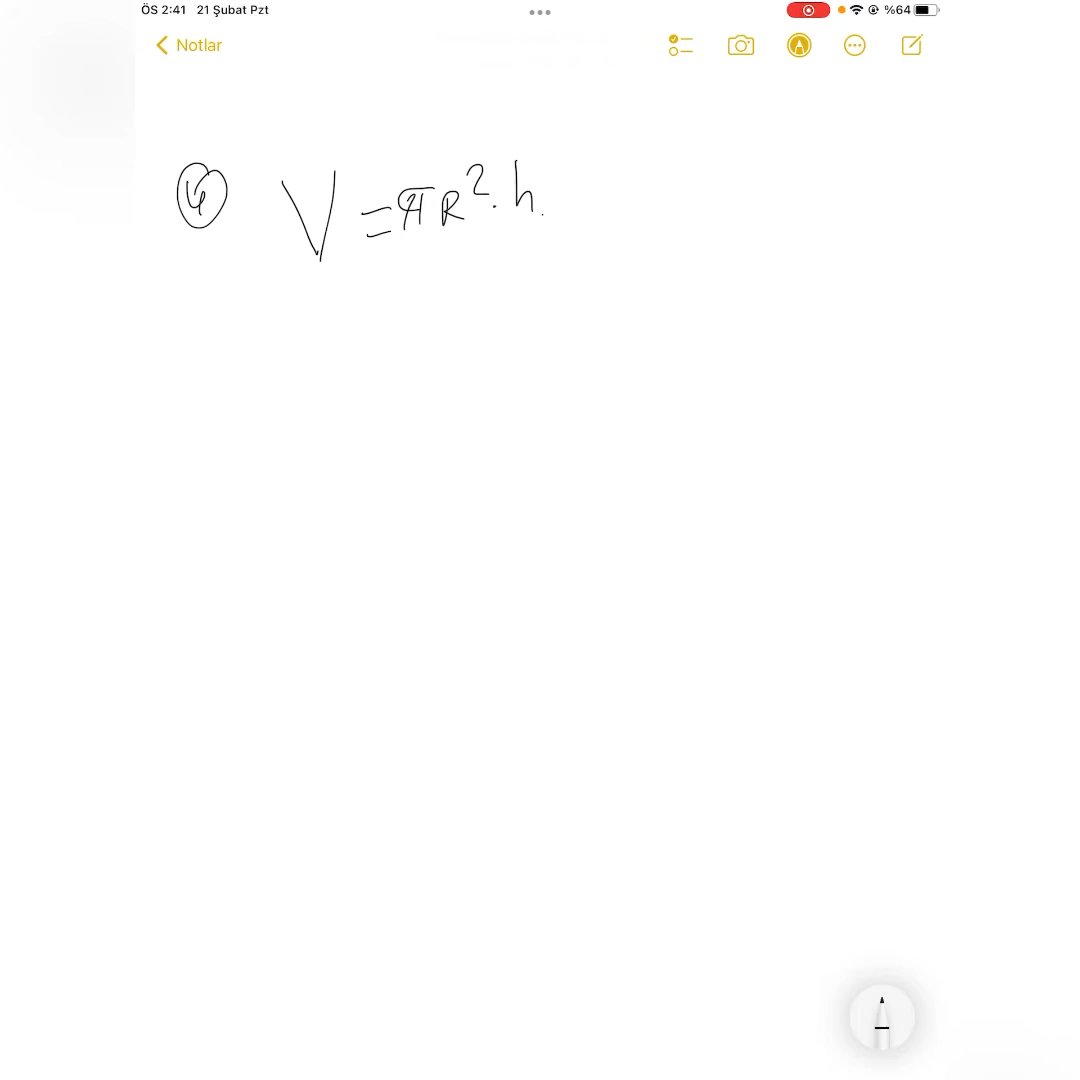 ÖS 2:41 21 Şubat Pzt %64
Notlar
4 V = πR². h.